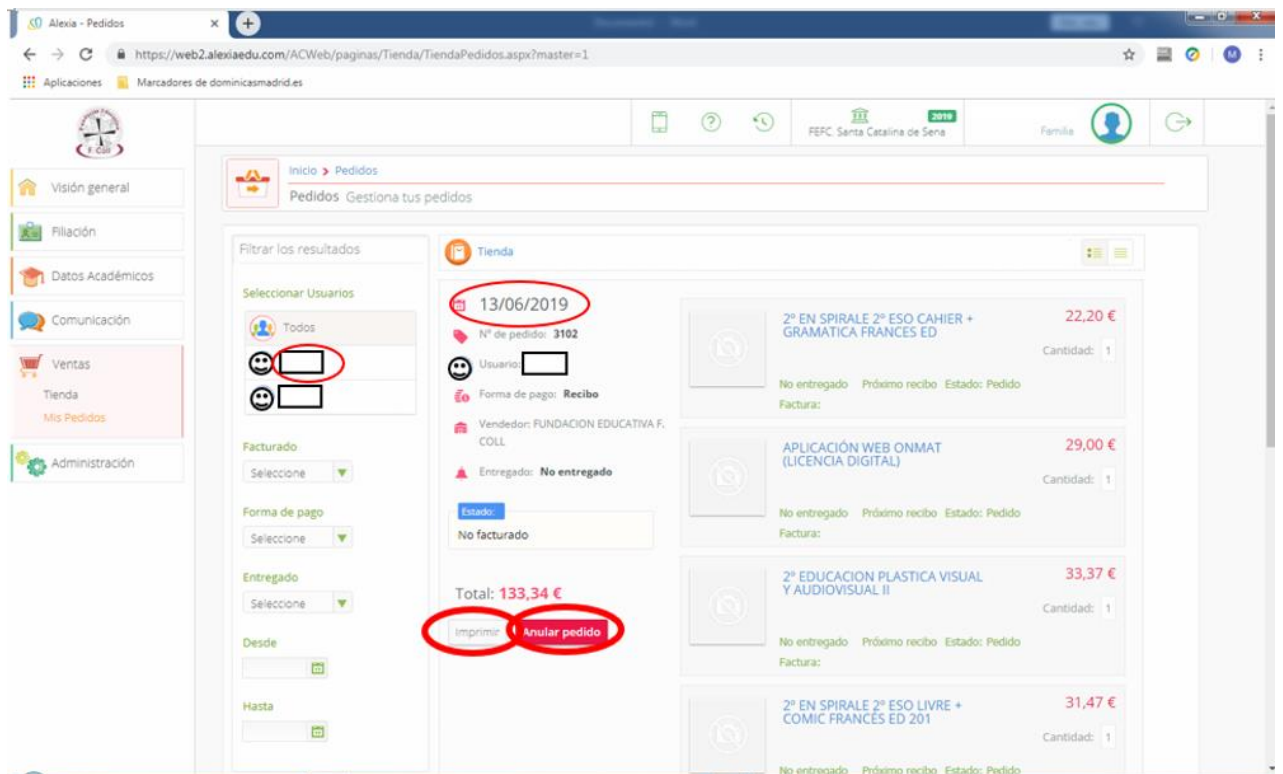 Alexia - Pedidos
https://web2.alexiaedu.com/ACWeb/paginas/Tienda/TiendaPedidos.aspx?master=1
M
Aplicaciones
Marcadores de dominicasmadrid.es
F. Coll
2019
FEFC. Santa Catalina de Sena
Familia
Inicio > Pedidos
Pedidos Gestiona tus pedidos
Visión general
Filiación
Datos Académicos
Comunicación
Ventas
Tienda
Mis Pedidos
Administración
Filtrar los resultados
Seleccionar Usuarios
Todos
Facturado
Seleccione
Forma de pago
Seleccione
Entregado
Seleccione
Desde
Hasta
Tienda
13/06/2019
Nº de pedido: 3102
Usuario:
Forma de pago: Recibo
Vendedor: FUNDACION EDUCATIVA F.
COLL
Entregado: No entregado
Estado:
No facturado
Total: 133,34 €
Imprimir
Anular pedido
2º EN SPIRALE 2º ESO CAHIER +
GRAMATICA FRANCES ED
22,20 €
Cantidad: 1
No entregado Próximo recibo Estado: Pedido
Factura:
APLICACIÓN WEB ONMAT
(LICENCIA DIGITAL)
29,00 €
Cantidad: 1
No entregado Próximo recibo Estado: Pedido
Factura:
2º EDUCACION PLASTICA VISUAL
Y AUDIOVISUAL II
33,37 €
Cantidad: 1
No entregado Próximo recibo Estado: Pedido
Factura:
2º EN SPIRALE 2º ESO LIVRE +
COMIC FRANCÉS ED 201
31,47 €
Cantidad: 1
No entregado Próximo recibo Estado: Pedido